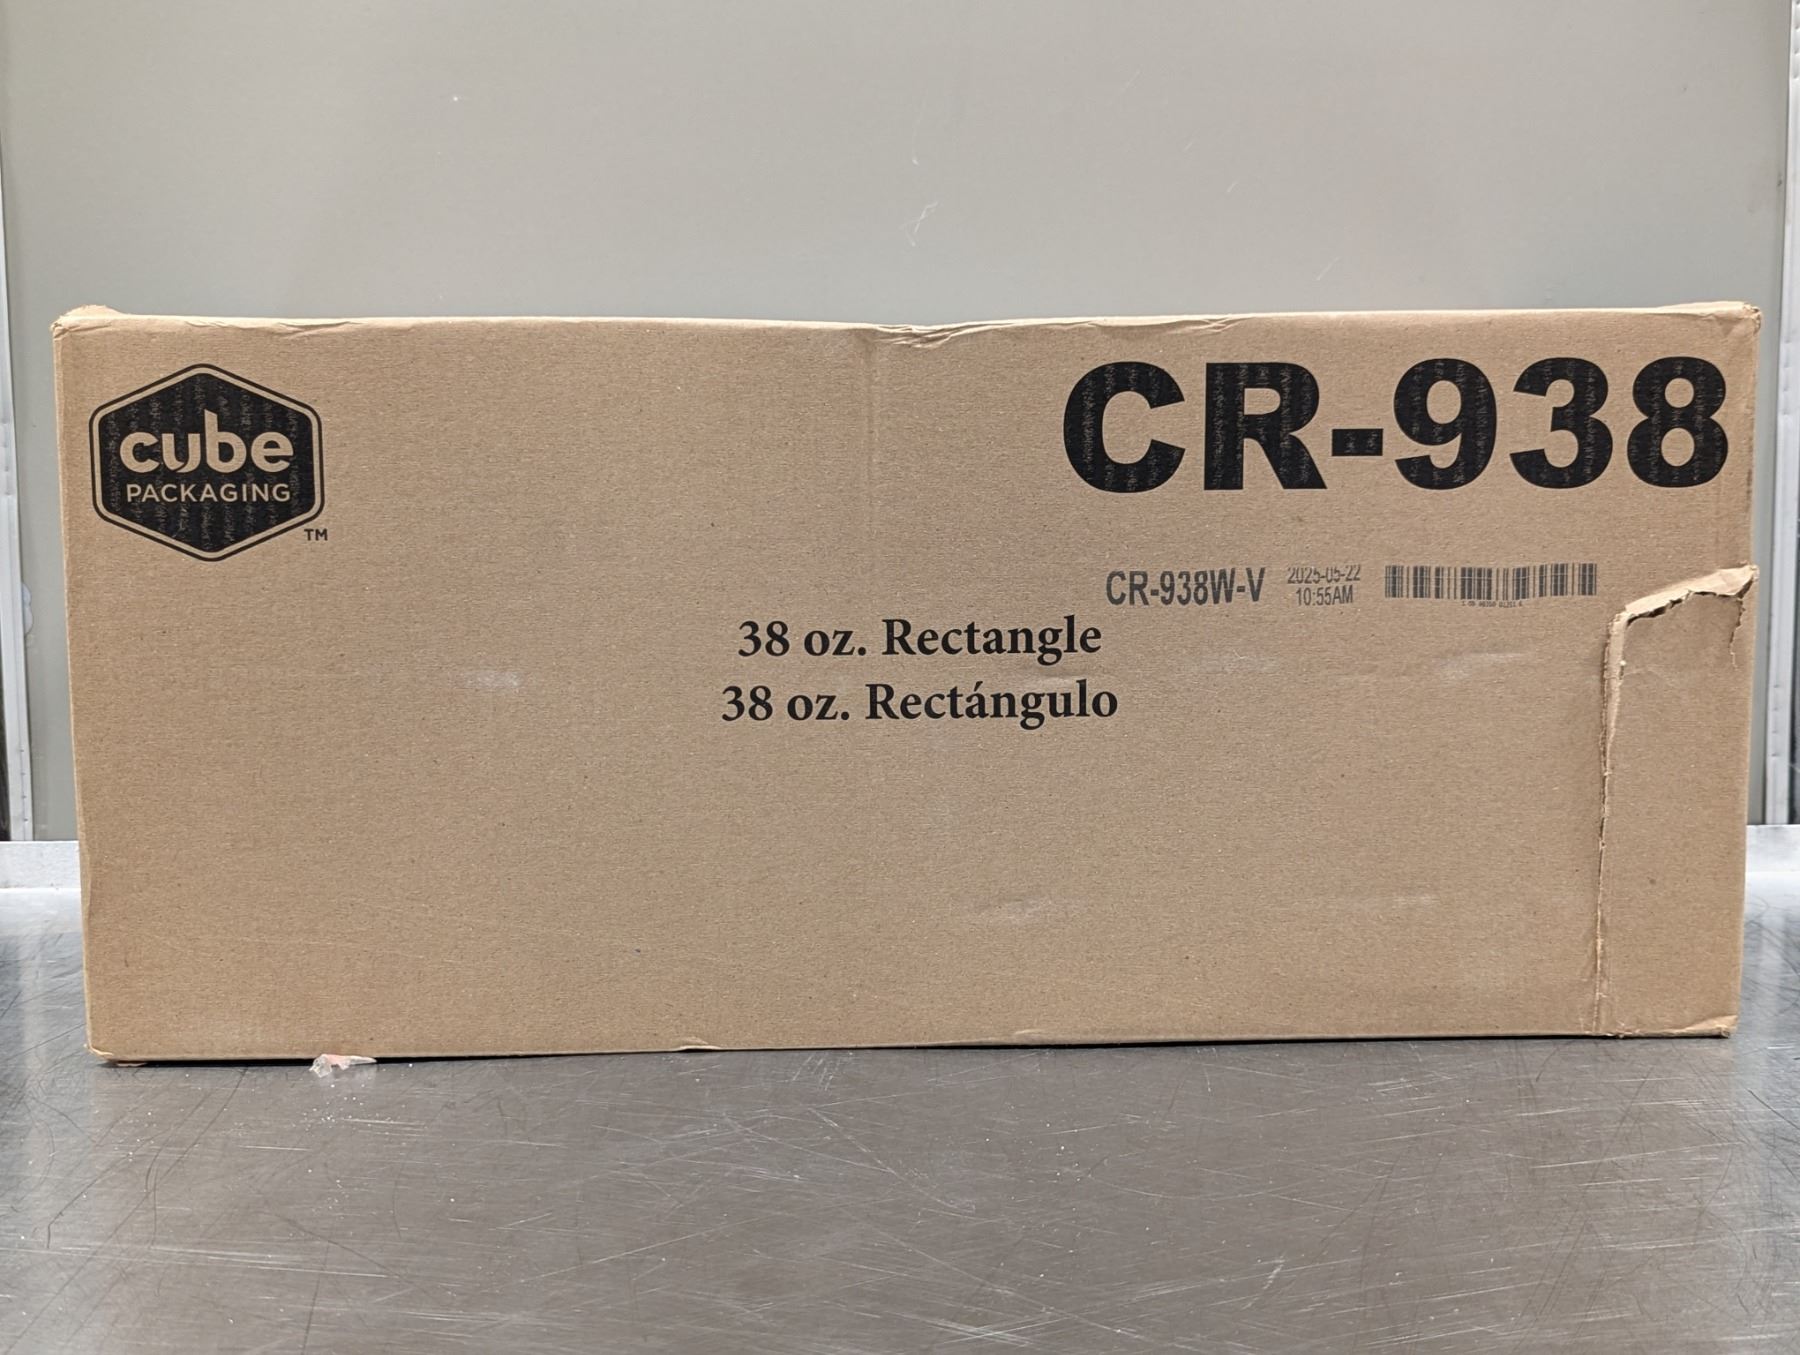 cube
PACKAGING
TM
CR-938
CR-938W-V
2025-05-22
10:55AM
38 oz. Rectangle
38 oz. Rectángulo